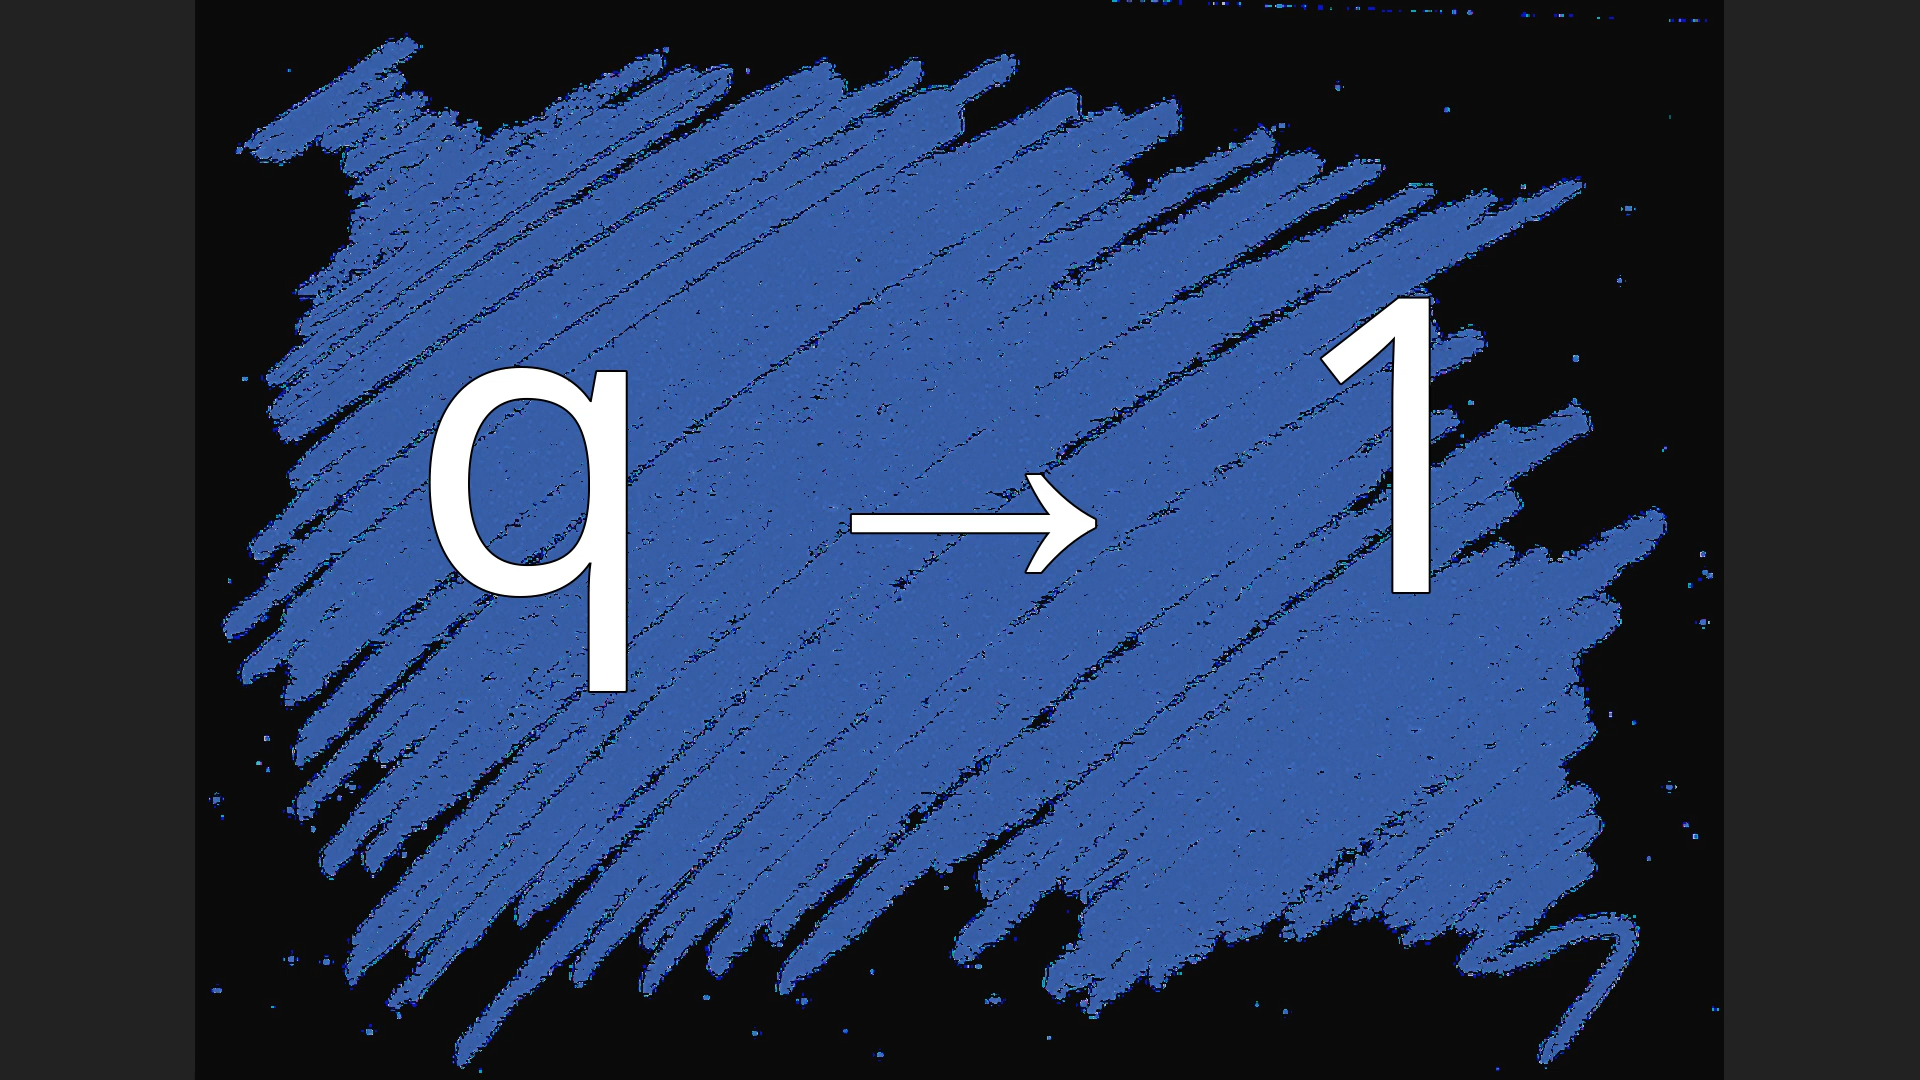 q → 1